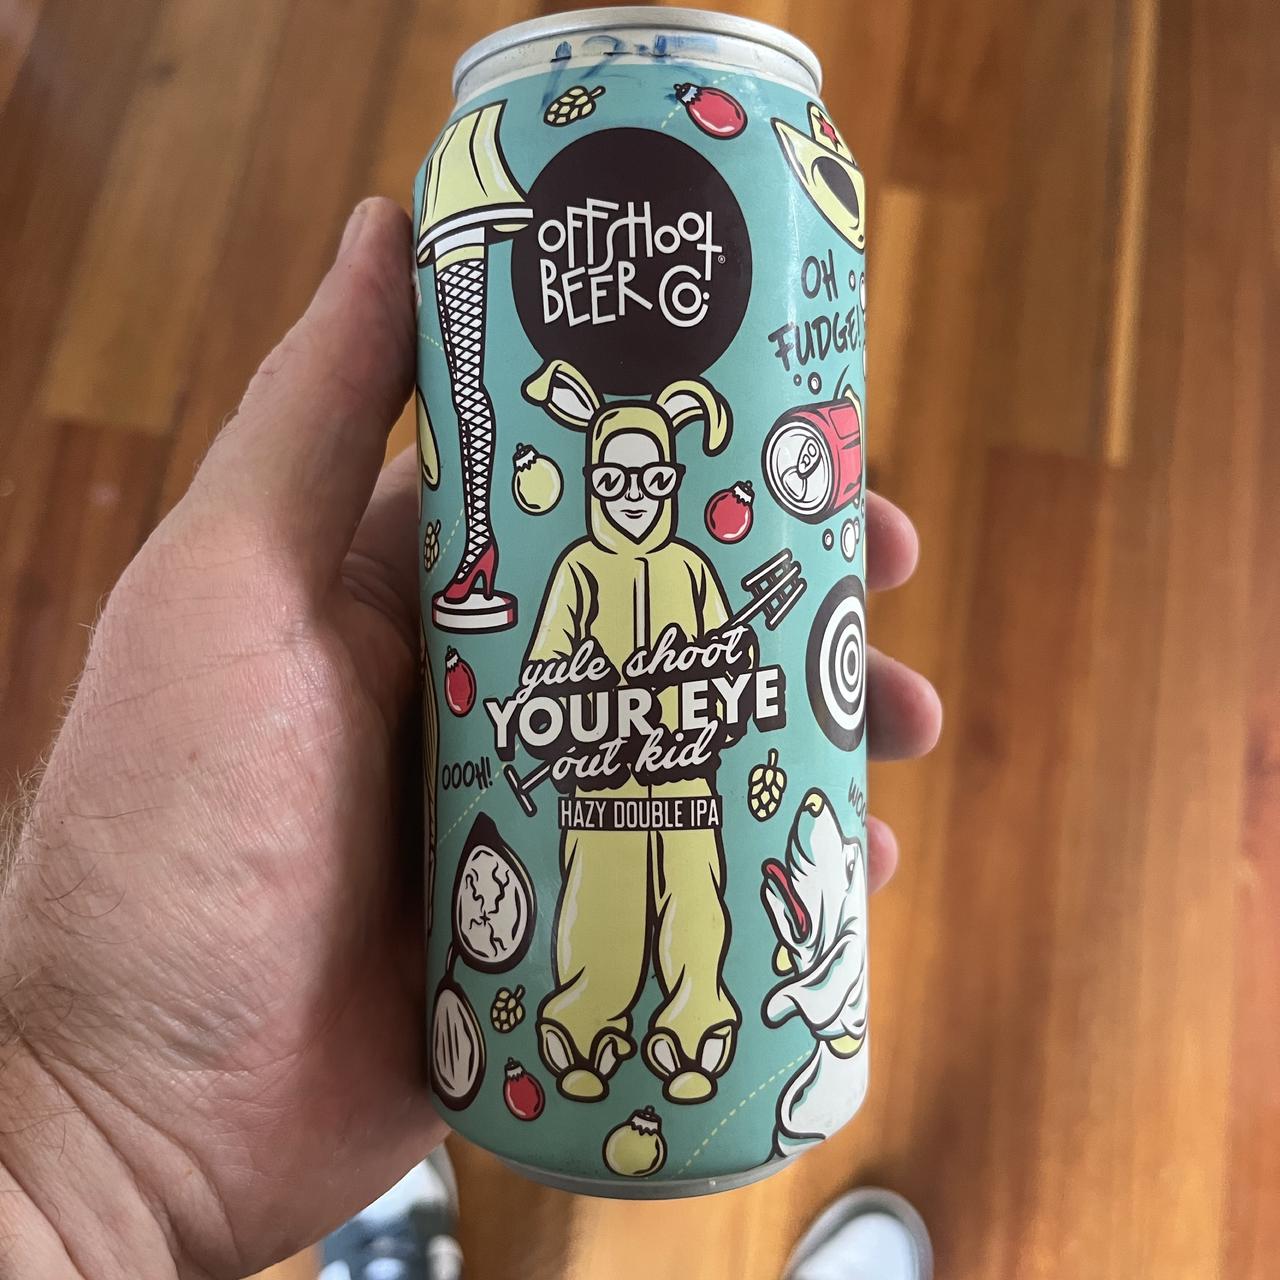 OFFSHOOT
BEER CO.
®
OH
FUDGE!
yule shoot
YOUR EYE
out kid
OOOH!
HAZY DOUBLE IPA